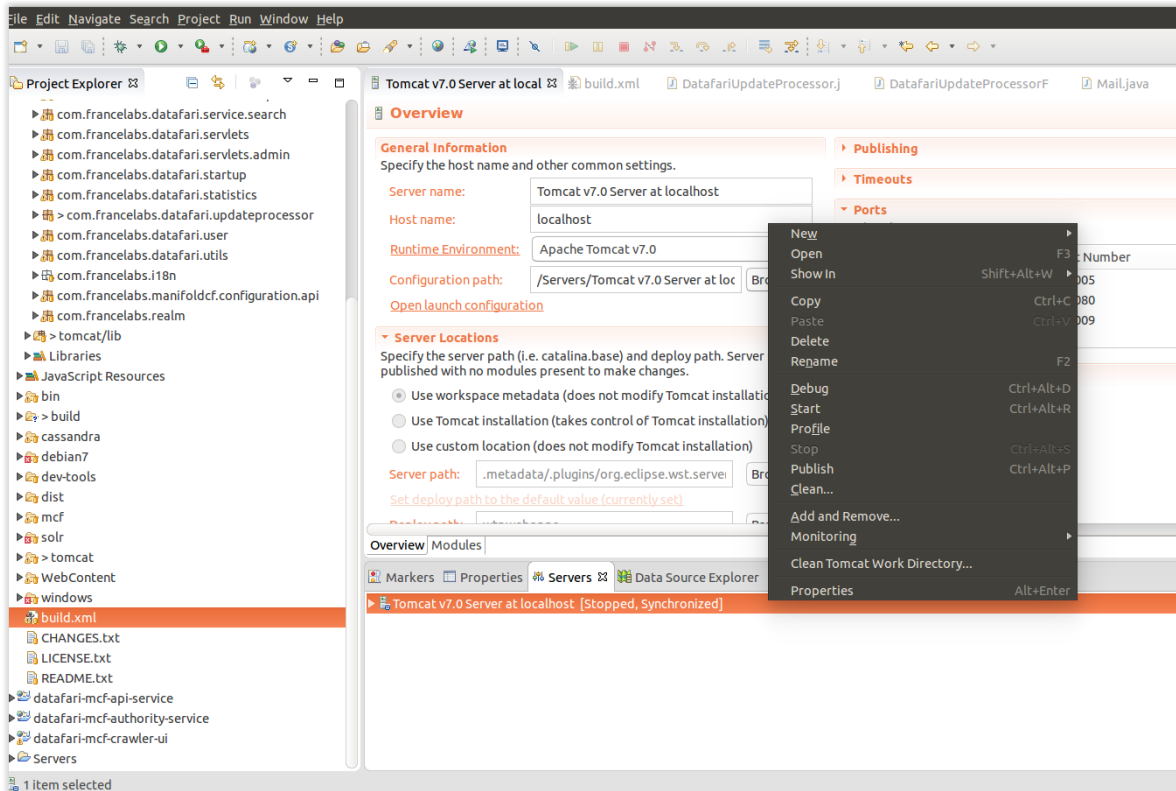 File Edit Navigate Search Project Run Window Help
Project Explorer
com.francelabs.datafari.service.search
com.francelabs.datafari.servlets
com.francelabs.datafari.servlets.admin
com.francelabs.datafari.startup
com.francelabs.datafari.statistics
> com.francelabs.datafari.updateprocessor
com.francelabs.datafari.user
com.francelabs.datafari.utils
com.francelabs.i18n
com.francelabs.manifoldcf.configuration.api
com.francelabs.realm
> tomcat/lib
Libraries
JavaScript Resources
bin
> build
cassandra
debian7
dev-tools
dist
mcf
solr
> tomcat
WebContent
windows
build.xml
CHANGES.txt
LICENSE.txt
README.txt
datafari-mcf-api-service
datafari-mcf-authority-service
datafari-mcf-crawler-ui
Servers
1 item selected
Tomcat v7.0 Server at local build.xml DatafariUpdateProcessor.j DatafariUpdateProcessorF Mail.java
Overview
General Information
Specify the host name and other common settings.
Server name: Tomcat v7.0 Server at localhost
Host name: localhost
Runtime Environment: Apache Tomcat v7.0
Configuration path: /Servers/Tomcat v7.0 Server at loc Bro
Open launch configuration
Server Locations
Specify the server path (i.e. catalina.base) and deploy path. Server
published with no modules present to make changes.
Use workspace metadata (does not modify Tomcat installatio
Use Tomcat installation (takes control of Tomcat installation)
Use custom location (does not modify Tomcat installation)
Server path: .metadata/.plugins/org.eclipse.wst.server Bro
Set deploy path to the default value (currently set)
Publishing
Timeouts
Ports
t Number
005
080
009
New
Open F3
Show In Shift+Alt+W
Copy Ctrl+C
Paste Ctrl+V
Delete
Rename F2
Debug Ctrl+Alt+D
Start Ctrl+Alt+R
Profile
Stop Ctrl+Alt+S
Publish Ctrl+Alt+P
Clean...
Add and Remove...
Monitoring
Clean Tomcat Work Directory...
Properties Alt+Enter
Overview Modules
Markers Properties Servers Data Source Explorer
Tomcat v7.0 Server at localhost [Stopped, Synchronized]